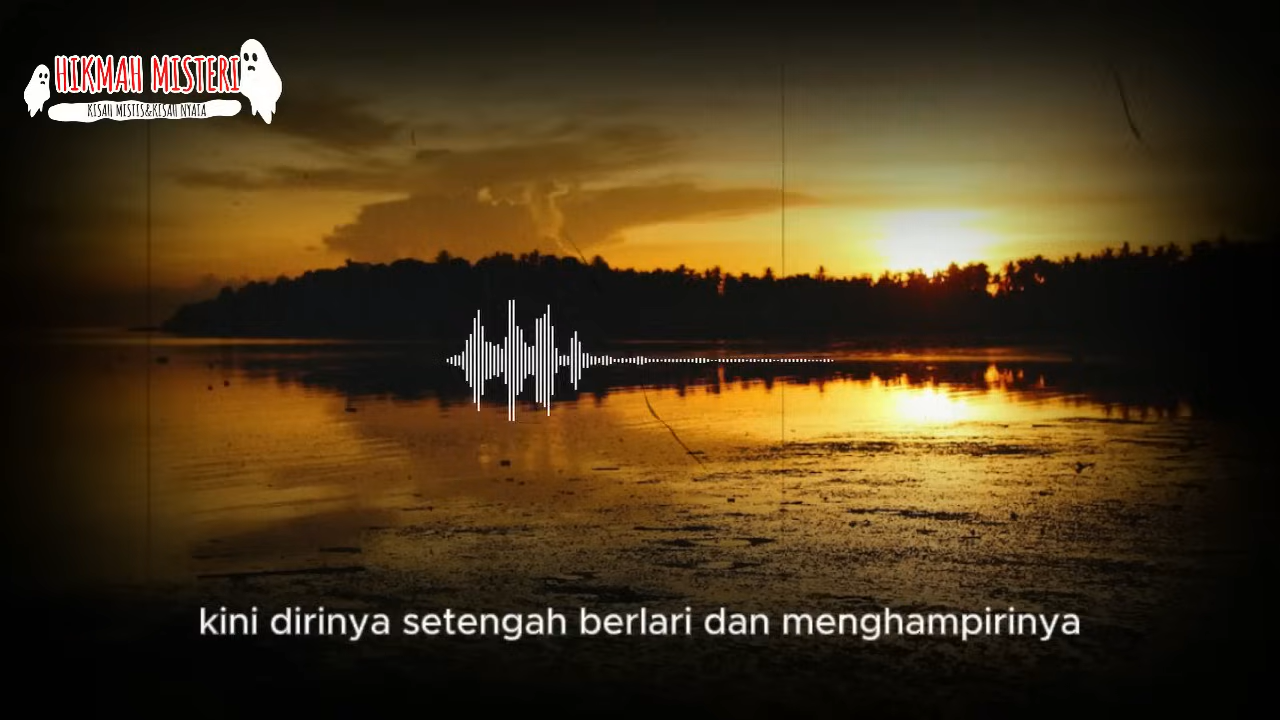 HIKMAH MISTERI
KISAH MISTIS&KISAH NYATA
kini dirinya setengah berlari dan menghampirinya